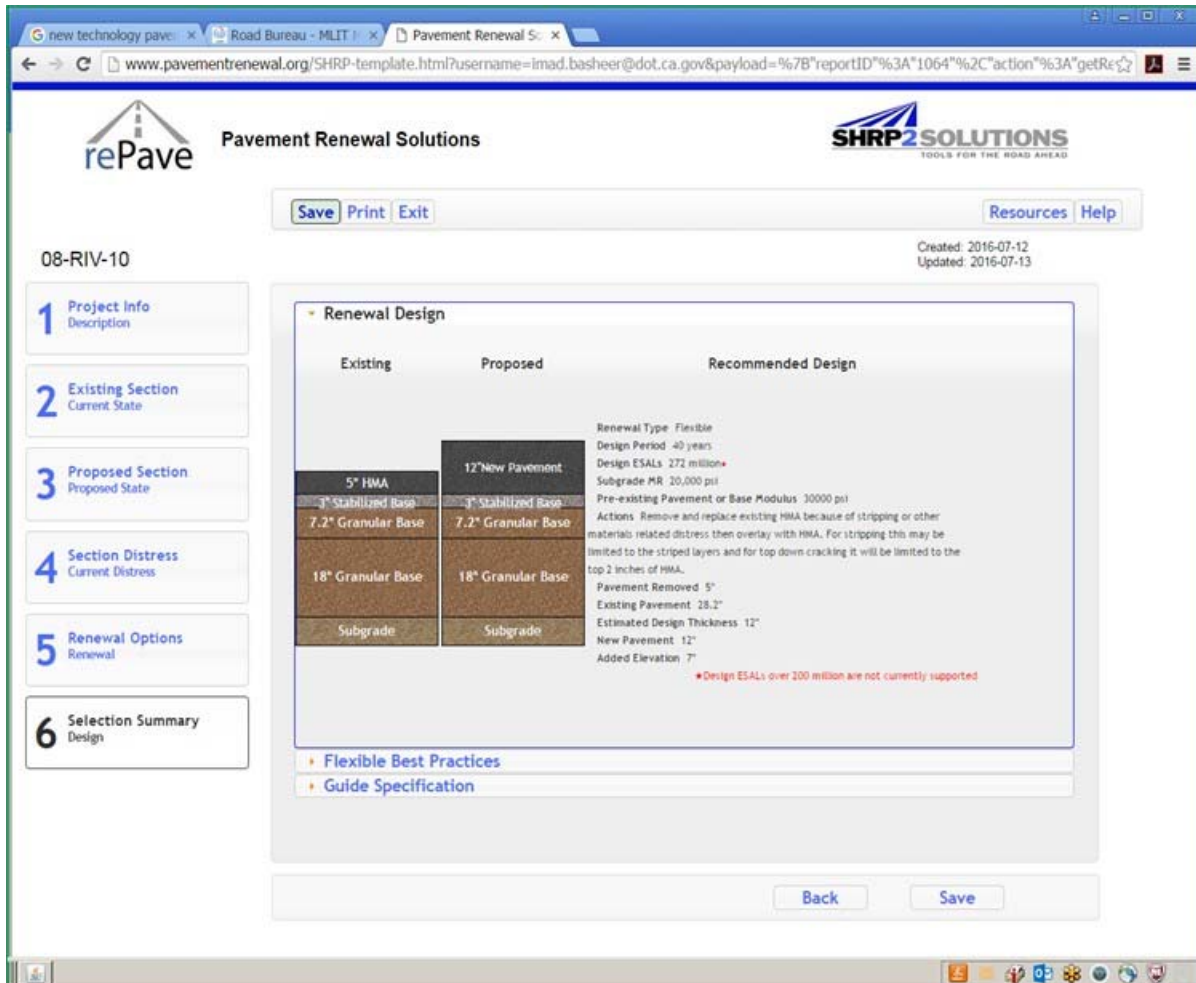 new technology pave
Road Bureau - MLIT
Pavement Renewal S
www.pavementrenewal.org/SHRP-template.html?username=imad.basheer@dot.ca.gov&payload=%7B"reportID"%3A"1064"%2C"action"%3A"getRe
rePave
Pavement Renewal Solutions
SHRP2SOLUTIONS
TOOLS FOR THE ROAD AHEAD
Save Print Exit
Resources Help
08-RIV-10
Created: 2016-07-12
Updated: 2016-07-13
1 Project Info
Description
2 Existing Section
Current State
3 Proposed Section
Proposed State
4 Section Distress
Current Distress
5 Renewal Options
Renewal
6 Selection Summary
Design
Renewal Design
Existing
Proposed
Recommended Design
5" HMA
3" Stabilized Base
7.2" Granular Base
18" Granular Base
Subgrade
12"New Pavement
3" Stabilized Base
7.2" Granular Base
18" Granular Base
Subgrade
Renewal Type Flexible
Design Period 40 years
Design ESALs 272 million*
Subgrade MR 20,000 psi
Pre-existing Pavement or Base Modulus 30000 psi
Actions Remove and replace existing HMA because of stripping or other
materials related distress then overlay with HMA. For stripping this may be
limited to the striped layers and for top down cracking it will be limited to the
top 2 inches of HMA.
Pavement Removed 5"
Existing Pavement 28.2"
Estimated Design Thickness 12"
New Pavement 12"
Added Elevation 7"
*Design ESALs over 200 million are not currently supported
Flexible Best Practices
Guide Specification
Back
Save